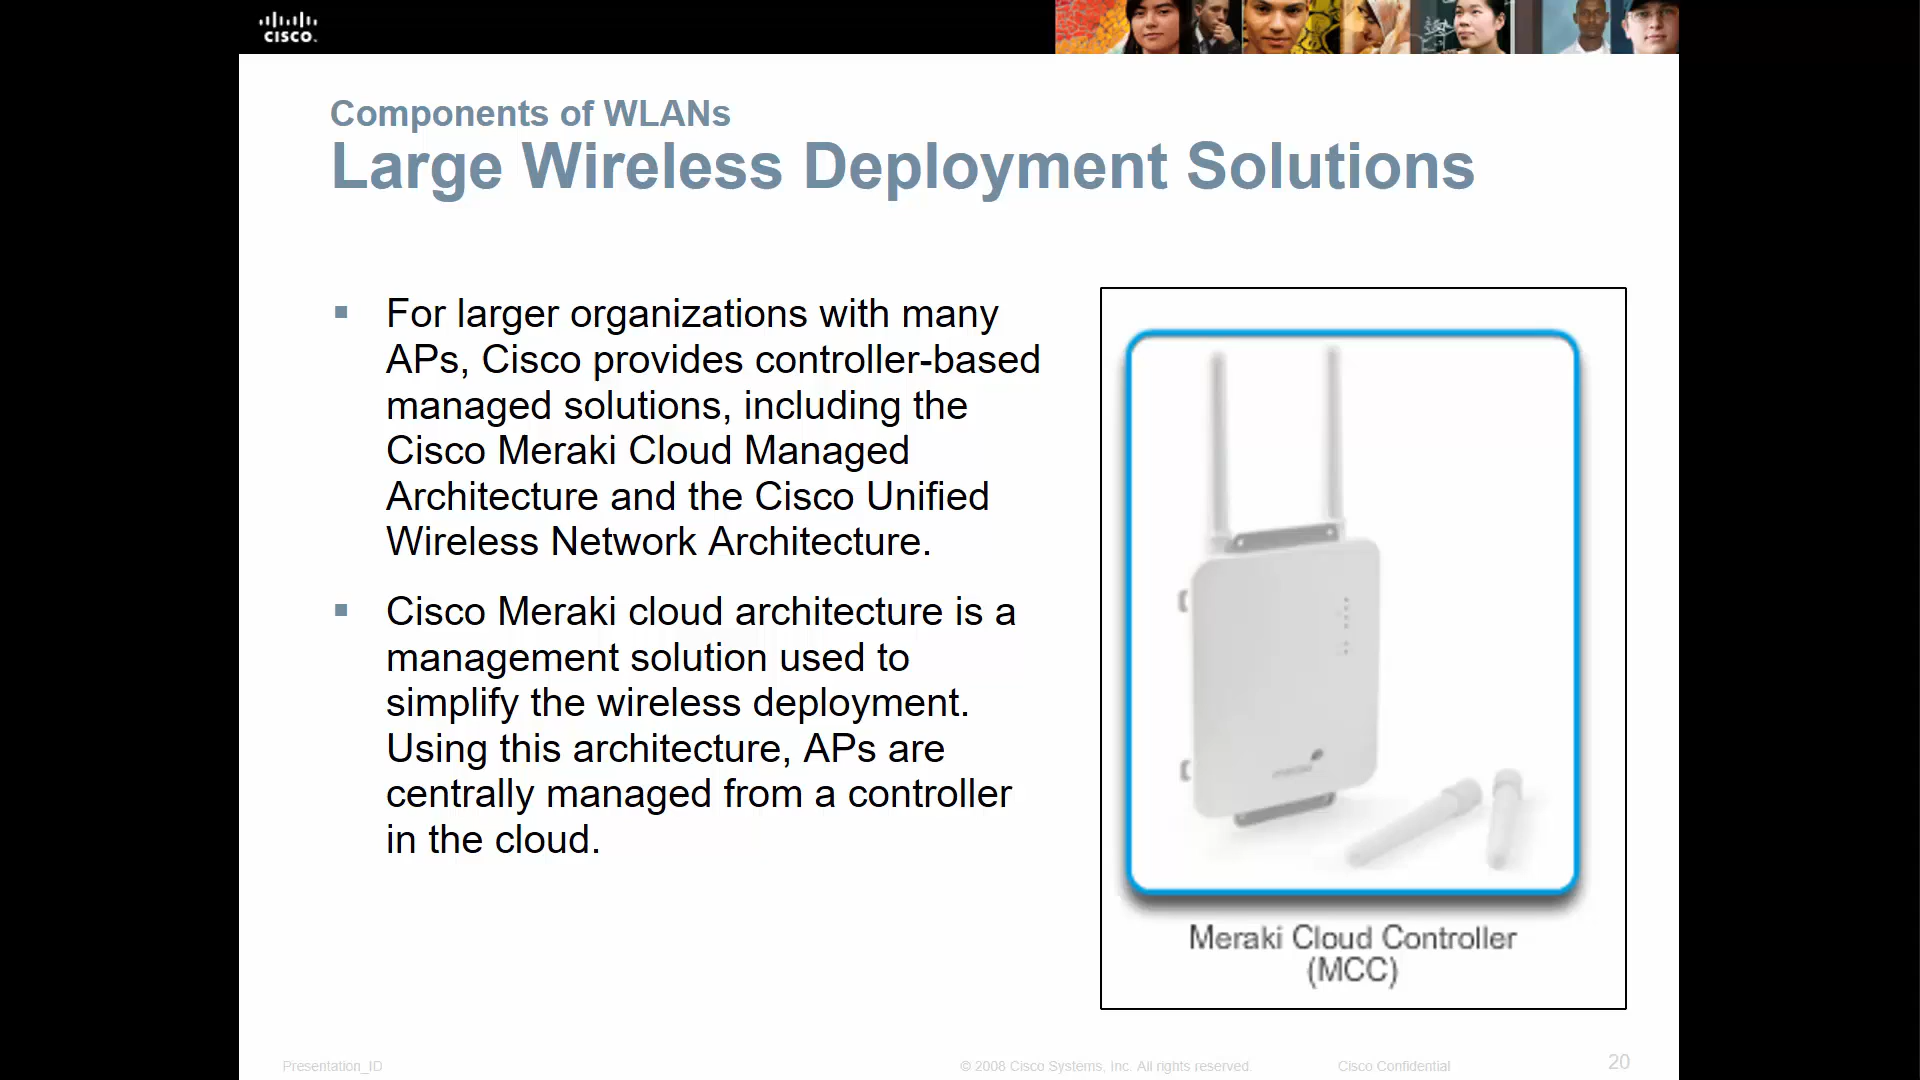 CISCO.
Components of WLANs
Large Wireless Deployment Solutions
For larger organizations with many
APs, Cisco provides controller-based
managed solutions, including the
Cisco Meraki Cloud Managed
Architecture and the Cisco Unified
Wireless Network Architecture.
Cisco Meraki cloud architecture is a
management solution used to
simplify the wireless deployment.
Using this architecture, APs are
centrally managed from a controller
in the cloud.
Meraki Cloud Controller
(MCC)
Presentation_ID
© 2008 Cisco Systems, Inc. All rights reserved.
Cisco Confidential
20